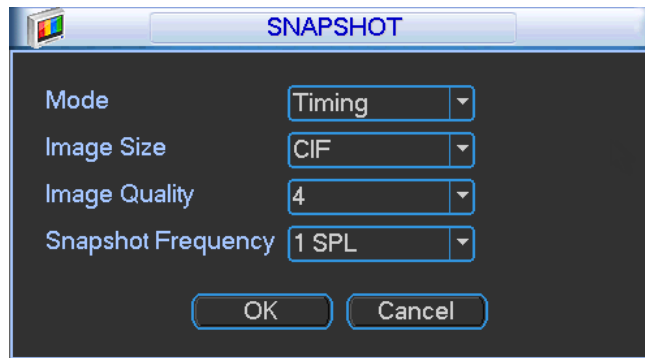 SNAPSHOT
Mode Timing
Image Size CIF
Image Quality 4
Snapshot Frequency 1 SPL
OK Cancel